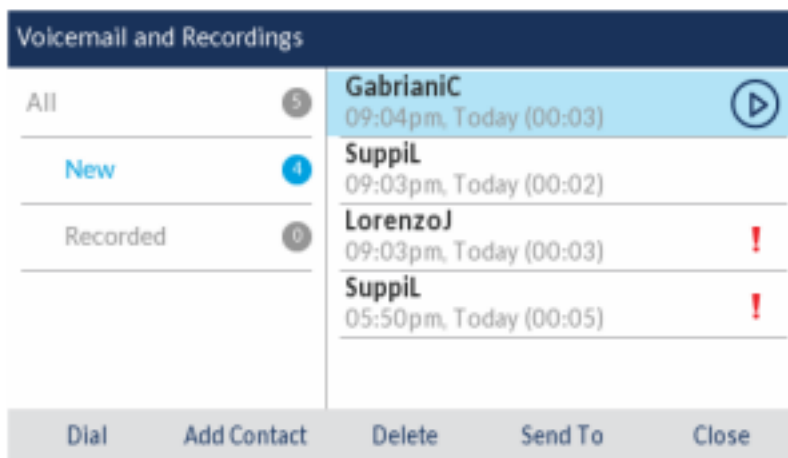 Voicemail and Recordings
All 5
New 4
Recorded 0
GabrianiC
09:04pm, Today (00:03)
SuppiL
09:03pm, Today (00:02)
LorenzoJ
09:03pm, Today (00:03)
!
SuppiL
05:50pm, Today (00:05)
!
Dial Add Contact Delete Send To Close